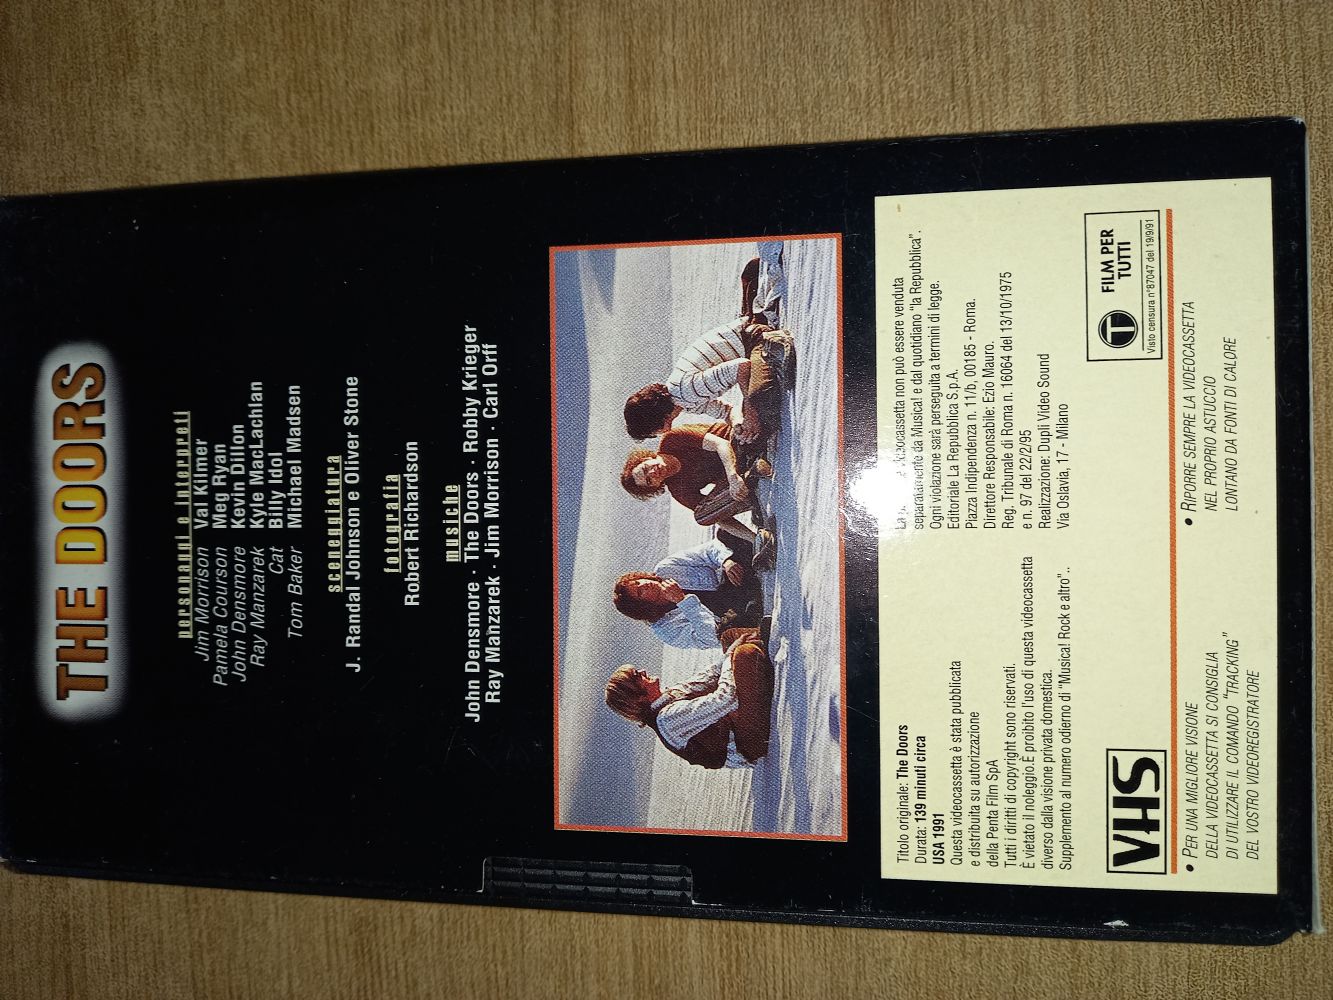 THE DOORS
personaggi e interpreti
Jim Morrison Val Kilmer
Pamela Courson Meg Ryan
John Densmore Kevin Dillon
Ray Manzarek Kyle MacLachlan
Cat Billy Idol
Tom Baker Michael Madsen
sceneggiatura
J. Randal Johnson e Oliver Stone
fotografia
Robert Richardson
musiche
John Densmore · The Doors · Robby Krieger
Ray Manzarek · Jim Morrison · Carl Orff
Titolo originale: The Doors
Durata: 139 minuti circa
USA 1991
Questa videocassetta è stata pubblicata
e distribuita su autorizzazione
della Penta Film SpA
Tutti i diritti di copyright sono riservati.
È vietato il noleggio.È proibito l'uso di questa videocassetta
diverso dalla visione privata domestica.
Supplemento al numero odierno di "Musica! Rock e altro"..
videocassetta non può essere venduta
separatamente da Musica! e dal quotidiano "la Repubblica".
Ogni violazione sarà perseguita a termini di legge.
Editoriale La Repubblica S.p.A.
Piazza Indipendenza n. 11/b, 00185 - Roma.
Direttore Responsabile: Ezio Mauro.
Reg. Tribunale di Roma n. 16064 del 13/10/1975
e n. 97 del 22/2/95
Realizzazione: Dupli Video Sound
Via Oslavia, 17 - Milano
VHS
T
FILM PER
TUTTI
Visto censura n°87047 del 19/9/91
• PER UNA MIGLIORE VISIONE
DELLA VIDEOCASSETTA SI CONSIGLIA
DI UTILIZZARE IL COMANDO "TRACKING"
DEL VOSTRO VIDEOREGISTRATORE
• RIPORRE SEMPRE LA VIDEOCASSETTA
NEL PROPRIO ASTUCCIO
LONTANO DA FONTI DI CALORE